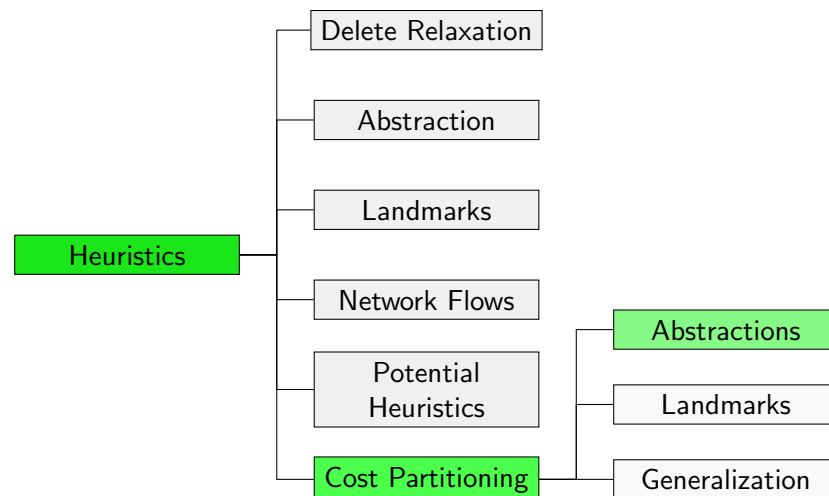 Delete Relaxation
Abstraction
Landmarks
Heuristics
Network Flows
Abstractions
Potential
Heuristics
Landmarks
Cost Partitioning
Generalization